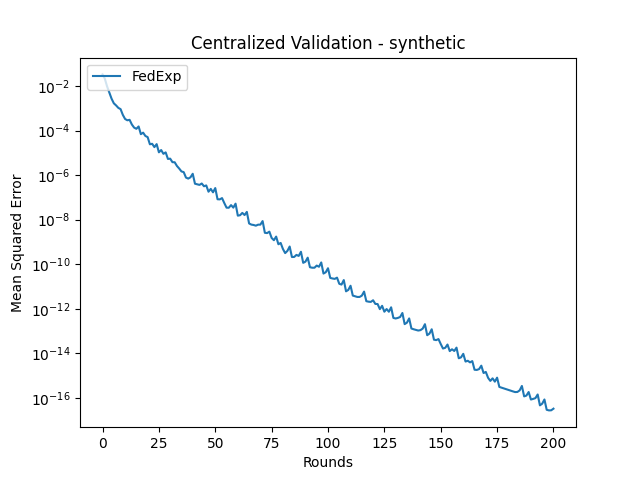 Centralized Validation - synthetic
FedExp
10⁻²
10⁻⁴
10⁻⁶
10⁻⁸
10⁻¹⁰
10⁻¹²
10⁻¹⁴
10⁻¹⁶
Mean Squared Error
0 25 50 75 100 125 150 175 200
Rounds